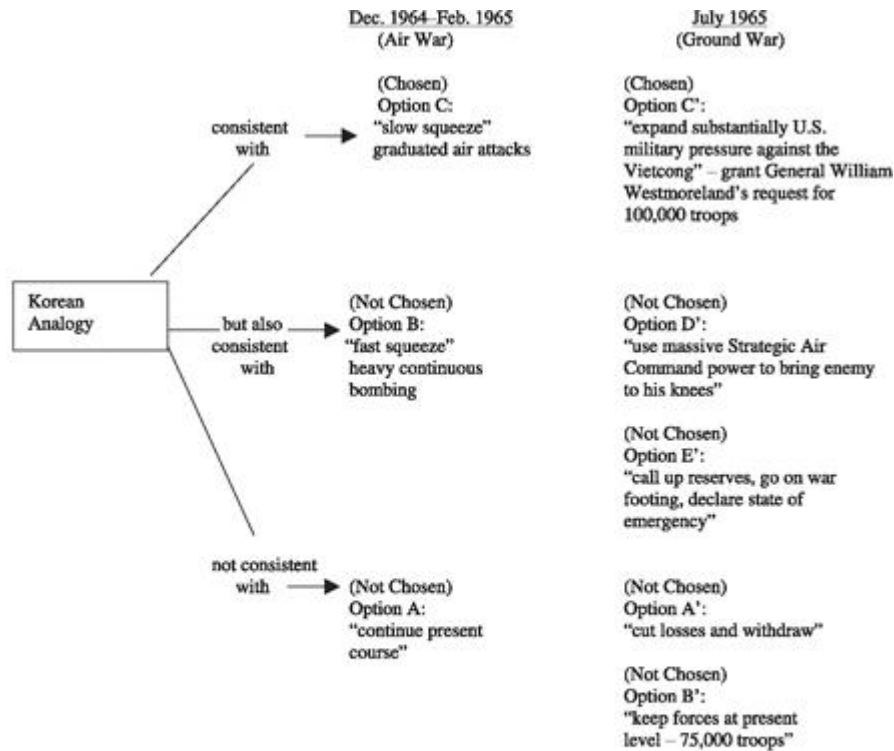 Dec. 1964–Feb. 1965
(Air War)
July 1965
(Ground War)
consistent
with
(Chosen)
Option C:
“slow squeeze”
graduated air attacks
(Chosen)
Option C’:
“expand substantially U.S.
military pressure against the
Vietcong” – grant General William
Westmoreland’s request for
100,000 troops
Korean
Analogy
but also
consistent
with
(Not Chosen)
Option B:
“fast squeeze”
heavy continuous
bombing
(Not Chosen)
Option D’:
“use massive Strategic Air
Command power to bring enemy
to his knees”
(Not Chosen)
Option E’:
“call up reserves, go on war
footing, declare state of
emergency”
not consistent
with
(Not Chosen)
Option A:
“continue present
course”
(Not Chosen)
Option A’:
“cut losses and withdraw”
(Not Chosen)
Option B’:
“keep forces at present
level – 75,000 troops”